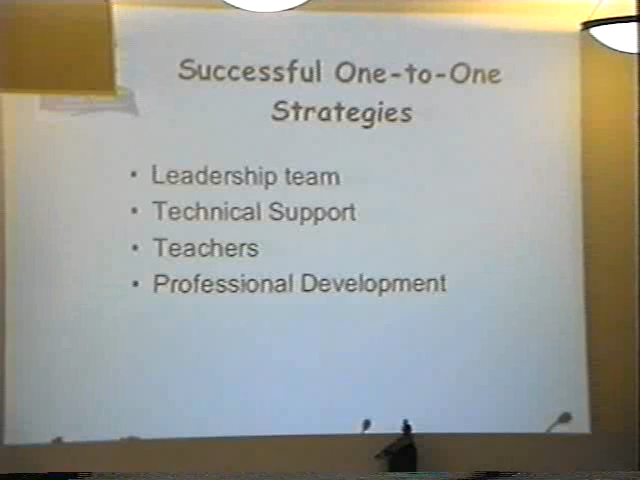 Successful One-to-One
Strategies
• Leadership team
• Technical Support
• Teachers
• Professional Development